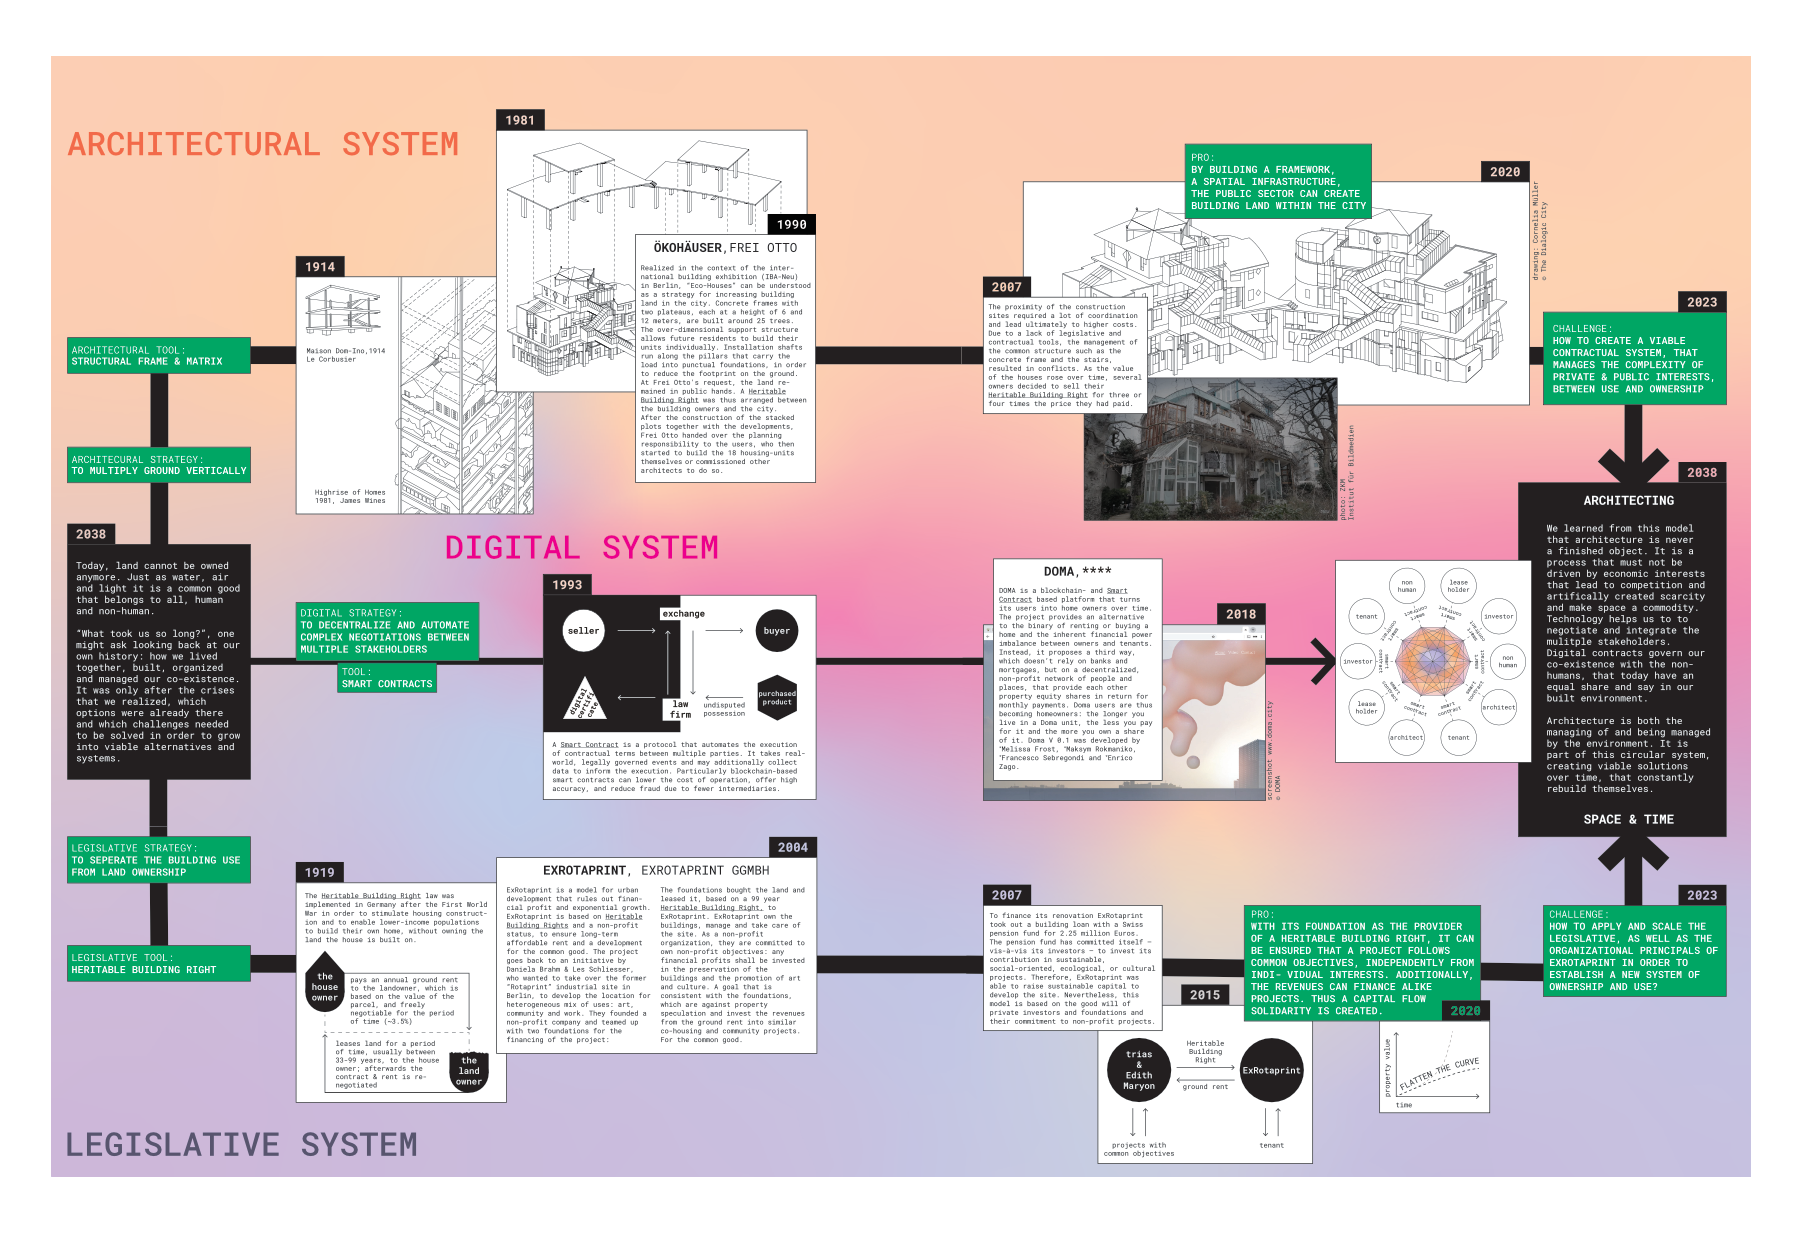 ARCHITECTURAL SYSTEM
1981
1990
ÖKOHÄUSER,FREI OTTO
Realized in the context of the inter-
national building exhibition (IBA-Neu)
in Berlin, "Eco-Houses" can be understood
as a strategy for increasing building
land in the city. Concrete frames with
two plateaus, each at a height of 6 and
12 meters, are built around 25 trees.
The over-dimensional support structure
allows future residents to build their
units individually. Installation shafts
run along the pillars that carry the
load into punctual foundations, in order
to reduce the footprint on the ground.
At Frei Otto's request, the land re-
mained in public hands. A Heritable
Building Right was thus arranged between
the building owners and the city.
After the construction of the stacked
plots together with the developments,
Frei Otto handed over the planning
responsibility to the users, who then
started to build the 18 housing-units
themselves or commissioned other
architects to do so.
1914
Maison Dom-Ino,1914
Le Corbusier
Highrise of Homes
1981, James Wines
ARCHITECTURAL TOOL:
STRUCTURAL FRAME & MATRIX
ARCHITECURAL STRATEGY:
TO MULTIPLY GROUND VERTICALLY
PRO:
BY BUILDING A FRAMEWORK,
A SPATIAL INFRASTRUCTURE,
THE PUBLIC SECTOR CAN CREATE
BUILDING LAND WITHIN THE CITY
2020
drawing: Cornelia Müller
© The Dialogic City
2007
The proximity of the construction
sites required a lot of coordination
and lead ultimately to higher costs.
Due to a lack of legislative and
contractual tools, the management of
the common structure such as the
concrete frame and the stairs,
resulted in conflicts. As the value
of the houses rose over time, several
owners decided to sell their
Heritable Building Right for three or
four times the price they had paid.
photo: ZKM
Institut für Bildmedien
2023
CHALLENGE:
HOW TO CREATE A VIABLE
CONTRACTUAL SYSTEM, THAT
MANAGES THE COMPLEXITY OF
PRIVATE & PUBLIC INTERESTS,
BETWEEN USE AND OWNERSHIP
2038
Today, land cannot be owned
anymore. Just as water, air
and light it is a common good
that belongs to all, human
and non-human.
"What took us so long?", one
might ask looking back at our
own history: how we lived
together, built, organized
and managed our co-existence.
It was only after the crises
that we realized, which
options were already there
and which challenges needed
to be solved in order to grow
into viable alternatives and
systems.
DIGITAL SYSTEM
DIGITAL STRATEGY:
TO DECENTRALIZE AND AUTOMATE
COMPLEX NEGOTIATIONS BETWEEN
MULTIPLE STAKEHOLDERS
TOOL:
SMART CONTRACTS
1993
seller
exchange
buyer
digital
certifi
cate
law
firm
undisputed
possession
purchased
product
A Smart Contract is a protocol that automates the execution
of contractual terms between multiple parties. It takes real-
world, legally governed events and may additionally collect
data to inform the execution. Particularly blockchain-based
smart contracts can lower the cost of operation, offer high
accuracy, and reduce fraud due to fewer intermediaries.
DOMA,****
DOMA is a blockchain- and Smart
Contract based platform that turns
its users into home owners over time.
The project provides an alternative
to the binary of renting or buying a
home and the inherent financial power
imbalance between owners and tenants.
Instead, it proposes a third way,
which doesn't rely on banks and
mortgages, but on a decentralized,
non-profit network of people and
places, that provide each other
property equity shares in return for
monthly payments. Doma users are thus
becoming homeowners: the longer you
live in a Doma unit, the less you pay
for it and the more you own a share
of it. Doma V 0.1 was developed by
*Melissa Frost, *Maksym Rokmaniko,
*Francesco Sebregondi and *Enrico
Zago.
2018
screenshot www.doma.city
© DOMA
non
human
lease
holder
investor
non
human
architect
tenant
architect
lease
holder
investor
tenant
smart
contract
smart
contract
smart
contract
smart
contract
smart
contract
smart
contract
smart
contract
smart
contract
smart
contract
smart
contract
2038
ARCHITECTING
We learned from this model
that architecture is never
a finished object. It is a
process that must not be
driven by economic interests
that lead to competition and
artifically created scarcity
and make space a commodity.
Technology helps us to to
negotiate and integrate the
mulitple stakeholders.
Digital contracts govern our
co-existence with the non-
humans, that today have an
equal share and say in our
built environment.
Architecture is both the
managing of and being managed
by the environment. It is
part of this circular system,
creating viable solutions
over time, that constantly
rebuild themselves.
SPACE & TIME
LEGISLATIVE STRATEGY:
TO SEPERATE THE BUILDING USE
FROM LAND OWNERSHIP
LEGISLATIVE TOOL:
HERITABLE BUILDING RIGHT
1919
The Heritable Building Right law was
implemented in Germany after the First World
War in order to stimulate housing construct-
ion and to enable lower-income populations
to build their own home, without owning the
land the house is built on.
the
house
owner
pays an annual ground rent
to the landowner, which is
based on the value of the
parcel, and freely
negotiable for the period
of time (~3.5%)
leases land for a period
of time, usually between
33-99 years, to the house
owner; afterwards the
contract & rent is re-
negotiated
the
land
owner
2004
EXROTAPRINT, EXROTAPRINT GGMBH
ExRotaprint is a model for urban
development that rules out finan-
cial profit and exponential growth.
ExRotaprint is based on Heritable
Building Rights and a non-profit
status, to ensure long-term
affordable rent and a development
for the common good. The project
goes back to an initiative by
Daniela Brahm & Les Schliesser,
who wanted to take over the former
"Rotaprint" industrial site in
Berlin, to develop the location for
heterogeneous mix of uses: art,
community and work. They founded a
non-profit company and teamed up
with two foundations for the
financing of the project:
The foundations bought the land and
leased it, based on a 99 year
Heritable Building Right, to
ExRotaprint. ExRotaprint own the
buildings, manage and take care of
the site. As a non-profit
organization, they are committed to
own non-profit objectives: any
financial profits shall be invested
in the preservation of the
buildings and the promotion of art
and culture. A goal that is
consistent with the foundations,
which are against property
speculation and invest the revenues
from the ground rent into similar
co-housing and community projects.
For the common good.
2007
To finance its renovation ExRotaprint
took out a building loan with a Swiss
pension fund for 2.25 million Euros.
The pension fund has committed itself –
vis-à-vis its investors – to invest its
contribution in sustainable,
social-oriented, ecological, or cultural
projects. Therefore, ExRotaprint was
able to raise sustainable capital to
develop the site. Nevertheless, this
model is based on the good will of
private investors and foundations and
their commitment to non-profit projects.
2015
trias
&
Edith
Maryon
Heritable
Building
Right
ground rent
ExRotaprint
projects with
common objectives
tenant
PRO:
WITH ITS FOUNDATION AS THE PROVIDER
OF A HERITABLE BUILDING RIGHT, IT CAN
BE ENSURED THAT A PROJECT FOLLOWS
COMMON OBJECTIVES, INDEPENDENTLY FROM
INDI- VIDUAL INTERESTS. ADDITIONALLY,
THE REVENUES CAN FINANCE ALIKE
PROJECTS. THUS A CAPITAL FLOW
SOLIDARITY IS CREATED.
2020
property value
FLATTEN THE CURVE
time
2023
CHALLENGE:
HOW TO APPLY AND SCALE THE
LEGISLATIVE, AS WELL AS THE
ORGANIZATIONAL PRINCIPALS OF
EXROTAPRINT IN ORDER TO
ESTABLISH A NEW SYSTEM OF
OWNERSHIP AND USE?
LEGISLATIVE SYSTEM